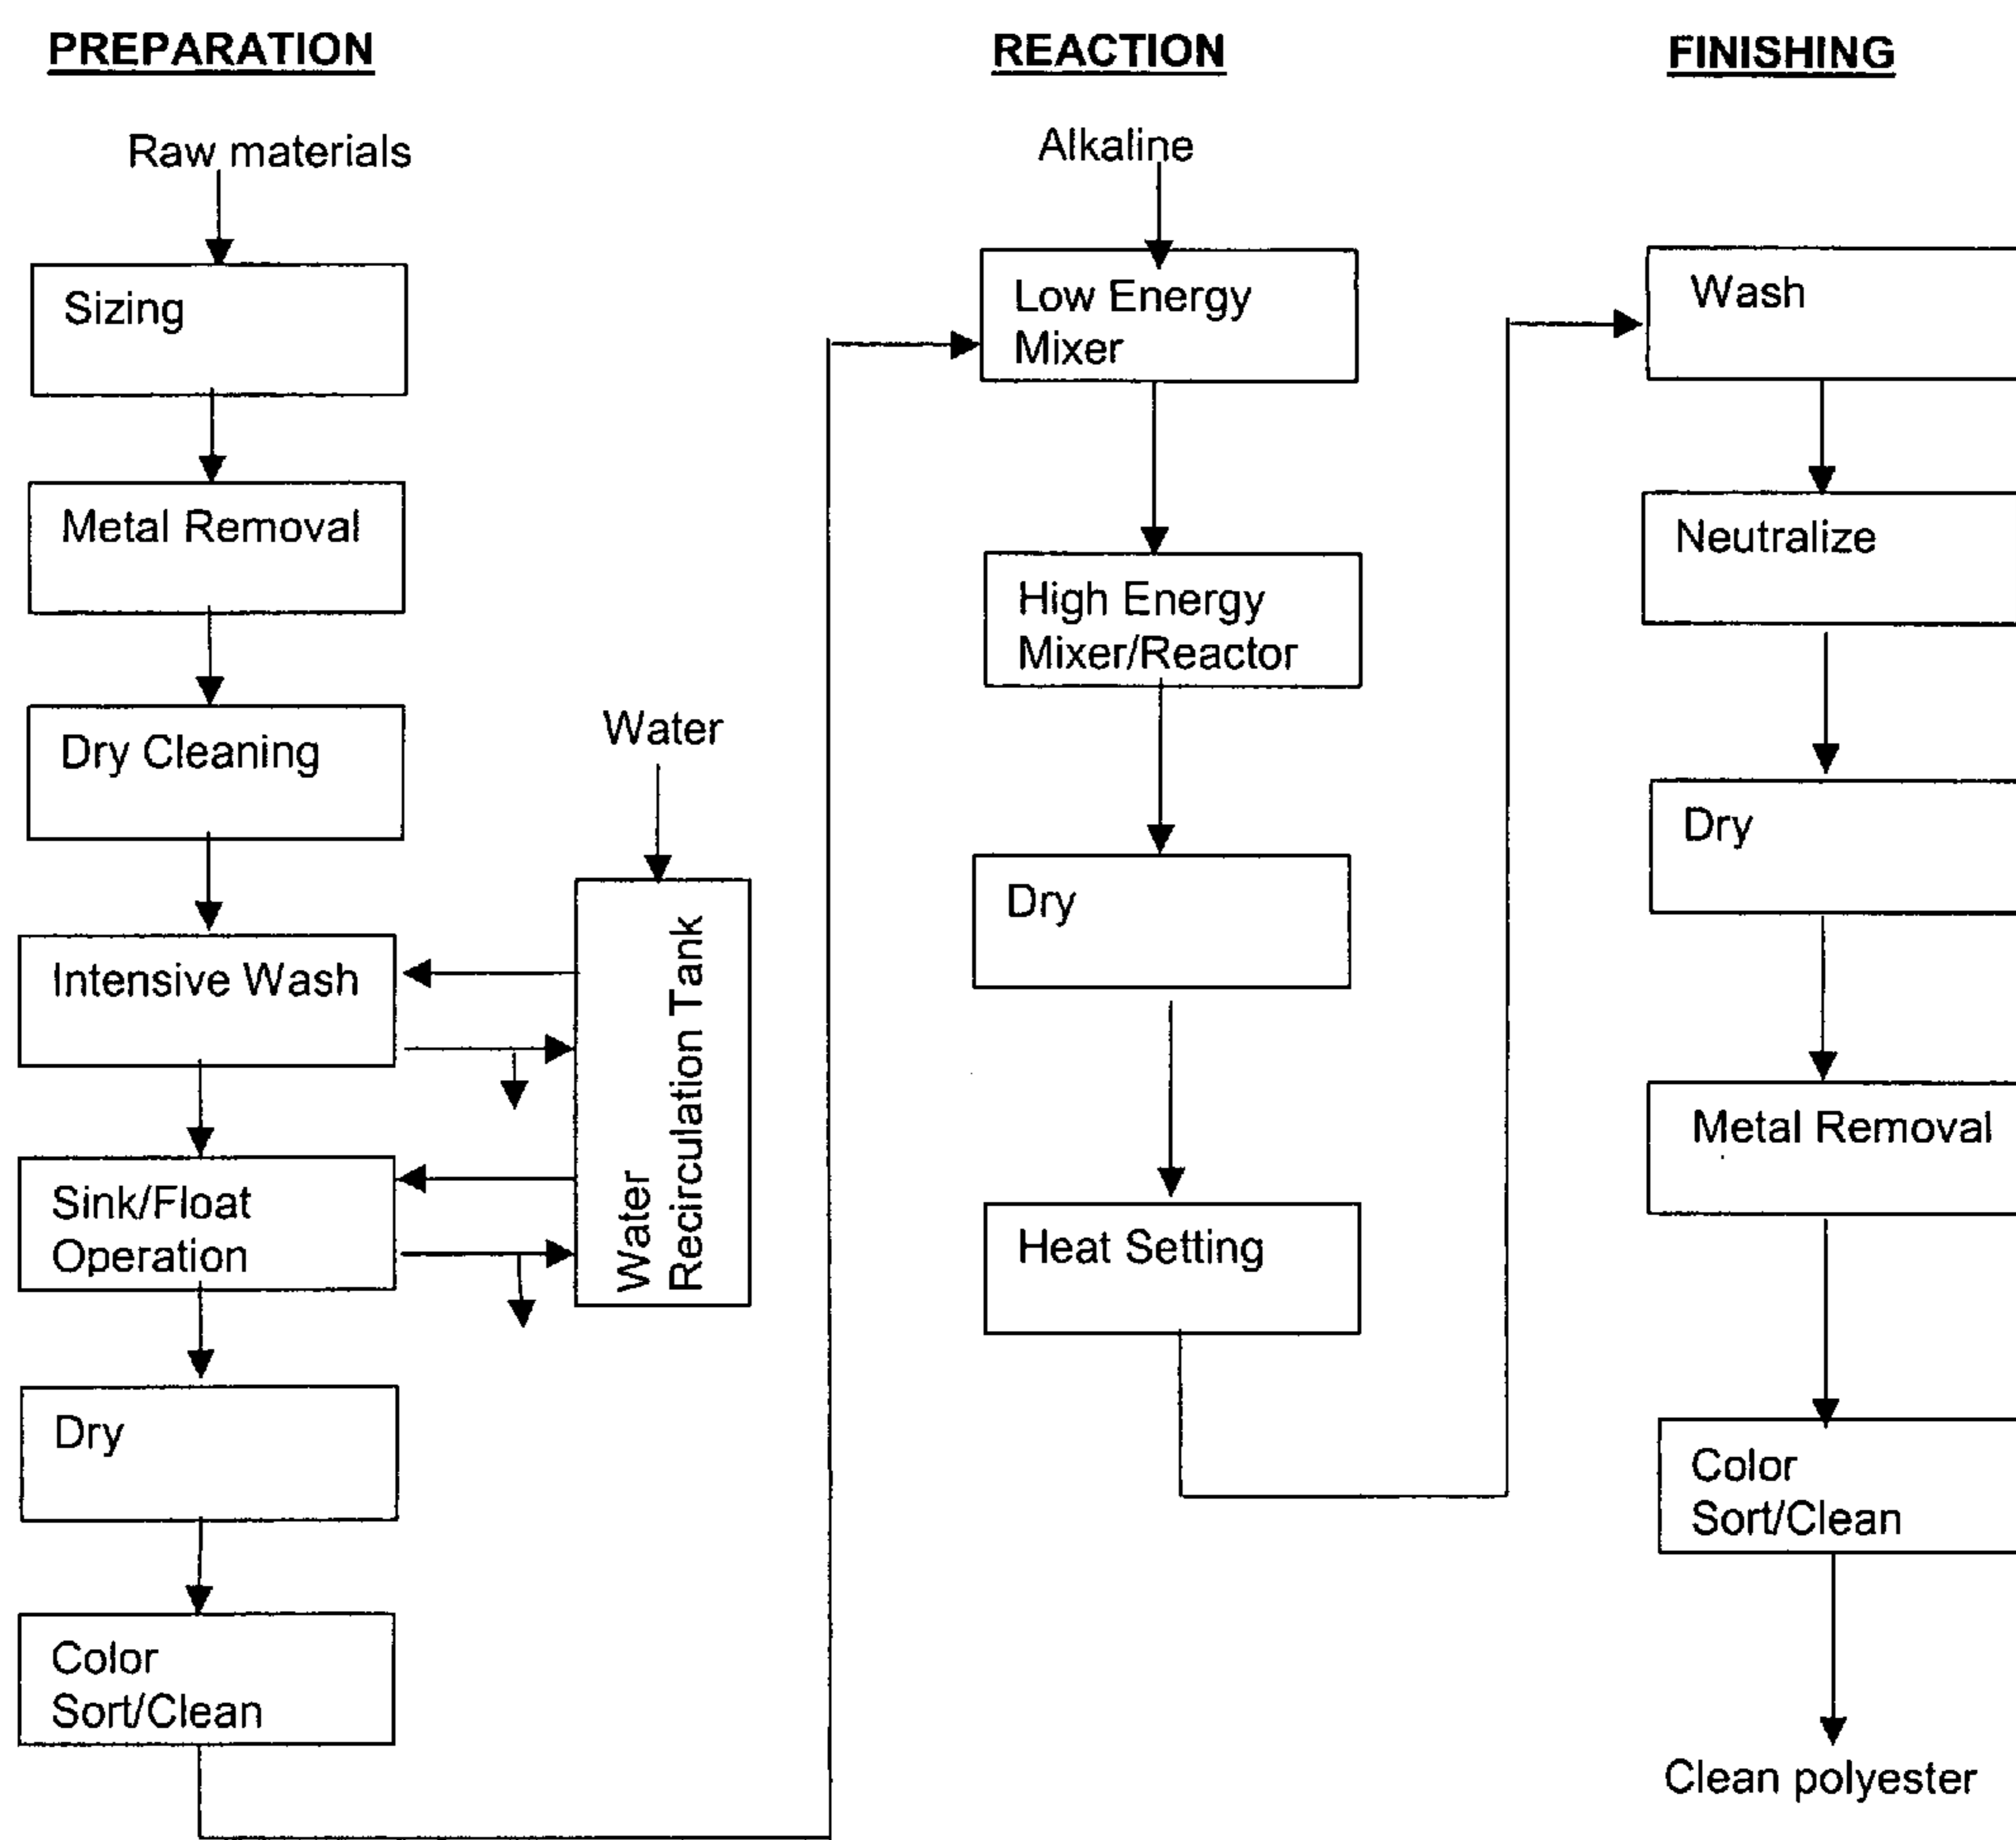 PREPARATION
Raw materials
Sizing
Metal Removal
Dry Cleaning
Water
Intensive Wash
Water
Recirculation Tank
Sink/Float
Operation
Dry
Color
Sort/Clean
REACTION
Alkaline
Low Energy
Mixer
High Energy
Mixer/Reactor
Dry
Heat Setting
FINISHING
Wash
Neutralize
Dry
Metal Removal
Color
Sort/Clean
Clean polyester